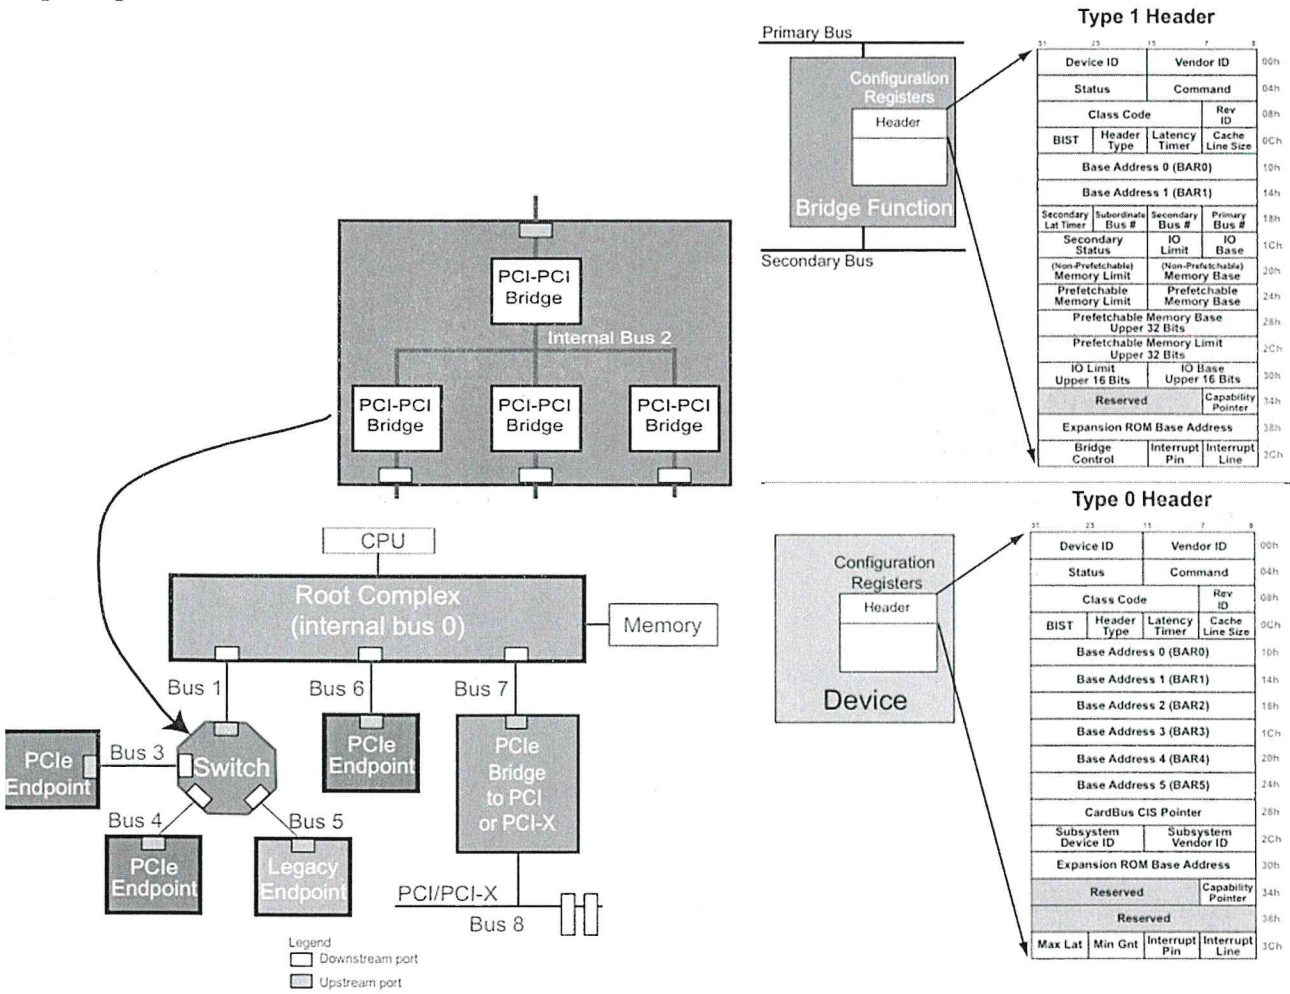 PCI-PCI
Bridge
Internal Bus 2
PCI-PCI
Bridge
PCI-PCI
Bridge
PCI-PCI
Bridge
CPU
Root Complex
(internal bus 0)
Memory
Bus 1
Bus 6
Bus 7
PCIe
Endpoint
Bus 3
Switch
PCIe
Endpoint
PCIe
Bridge
to PCI
or PCI-X
Bus 4
Bus 5
PCIe
Endpoint
Legacy
Endpoint
PCI/PCI-X
Bus 8
Legend
Downstream port
Upstream port
Primary Bus
Configuration
Registers
Header
Bridge Function
Secondary Bus
Type 1 Header
31 23 15 7
Device ID Vendor ID 00h
Status Command 04h
Class Code Rev ID 08h
BIST Header Type Latency Timer Cache Line Size 0Ch
Base Address 0 (BAR0) 10h
Base Address 1 (BAR1) 14h
Secondary Lat Timer Subordinate Bus # Secondary Bus # Primary Bus # 18h
Secondary Status IO Limit IO Base 1Ch
(Non-Prefetchable) Memory Limit (Non-Prefetchable) Memory Base 20h
Prefetchable Memory Limit Prefetchable Memory Base 24h
Prefetchable Memory Base
Upper 32 Bits 28h
Prefetchable Memory Limit
Upper 32 Bits 2Ch
IO Limit Upper 16 Bits IO Base Upper 16 Bits 30h
Reserved Capability Pointer 34h
Expansion ROM Base Address 38h
Bridge Control Interrupt Pin Interrupt Line 3Ch
Configuration
Registers
Header
Device
Type 0 Header
31 23 15 7
Device ID Vendor ID 00h
Status Command 04h
Class Code Rev ID 08h
BIST Header Type Latency Timer Cache Line Size 0Ch
Base Address 0 (BAR0) 10h
Base Address 1 (BAR1) 14h
Base Address 2 (BAR2) 18h
Base Address 3 (BAR3) 1Ch
Base Address 4 (BAR4) 20h
Base Address 5 (BAR5) 24h
CardBus CIS Pointer 28h
Subsystem Device ID Subsystem Vendor ID 2Ch
Expansion ROM Base Address 30h
Reserved Capability Pointer 34h
Reserved 38h
Max Lat Min Gnt Interrupt Pin Interrupt Line 3Ch